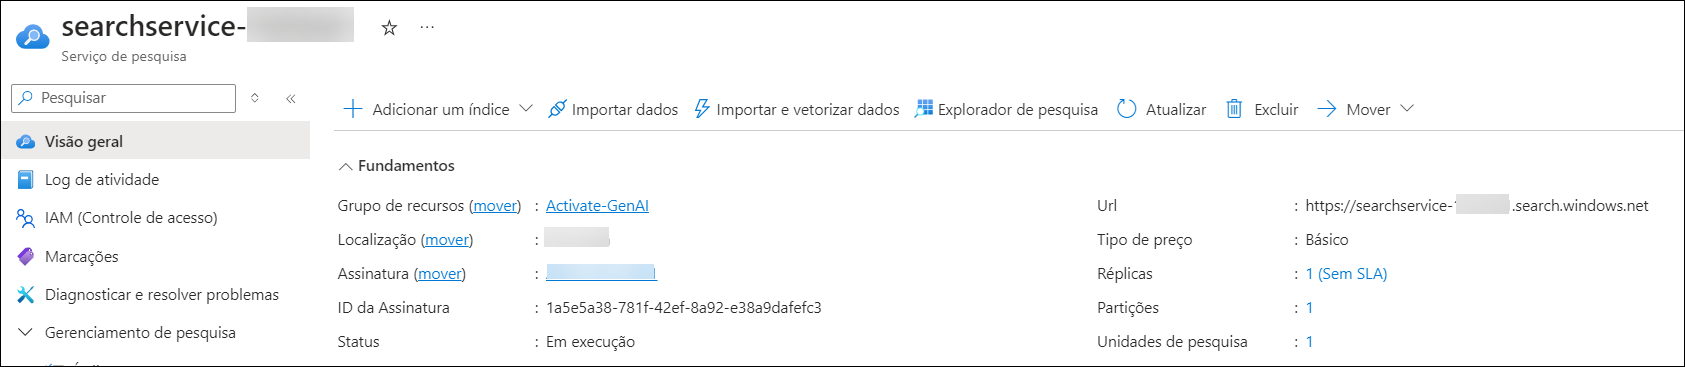 searchservice-
Serviço de pesquisa
Pesquisar
Visão geral
Log de atividade
IAM (Controle de acesso)
Marcações
Diagnosticar e resolver problemas
Gerenciamento de pesquisa
Adicionar um índice Importar dados Importar e vetorizar dados Explorador de pesquisa Atualizar Excluir Mover
Fundamentos
Grupo de recursos (mover) : Activate-GenAI
Localização (mover) :
Assinatura (mover) :
ID da Assinatura : 1a5e5a38-781f-42ef-8a92-e38a9dafefc3
Status : Em execução
Url : https://searchservice- .search.windows.net
Tipo de preço : Básico
Réplicas : 1 (Sem SLA)
Partições : 1
Unidades de pesquisa : 1